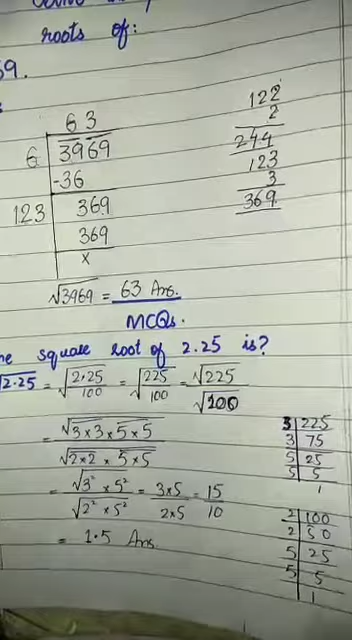 roots of:
69.
63
6 3969
-36
123 369
369
x
122
2
244
123
3
369
√3969 = 63 Ans.
MCQs.
square root of 2.25 is?
√2.25 = √2.25/100 = √225/100 = √225/√100
= √3×3×5×5/√2×2×5×5
= √3²×5²/√2²×5² = 3×5/2×5 = 15/10
= 1.5 Ans
3 225
3 75
5 25
5 5
1
2 100
2 50
5 25
5 5
1